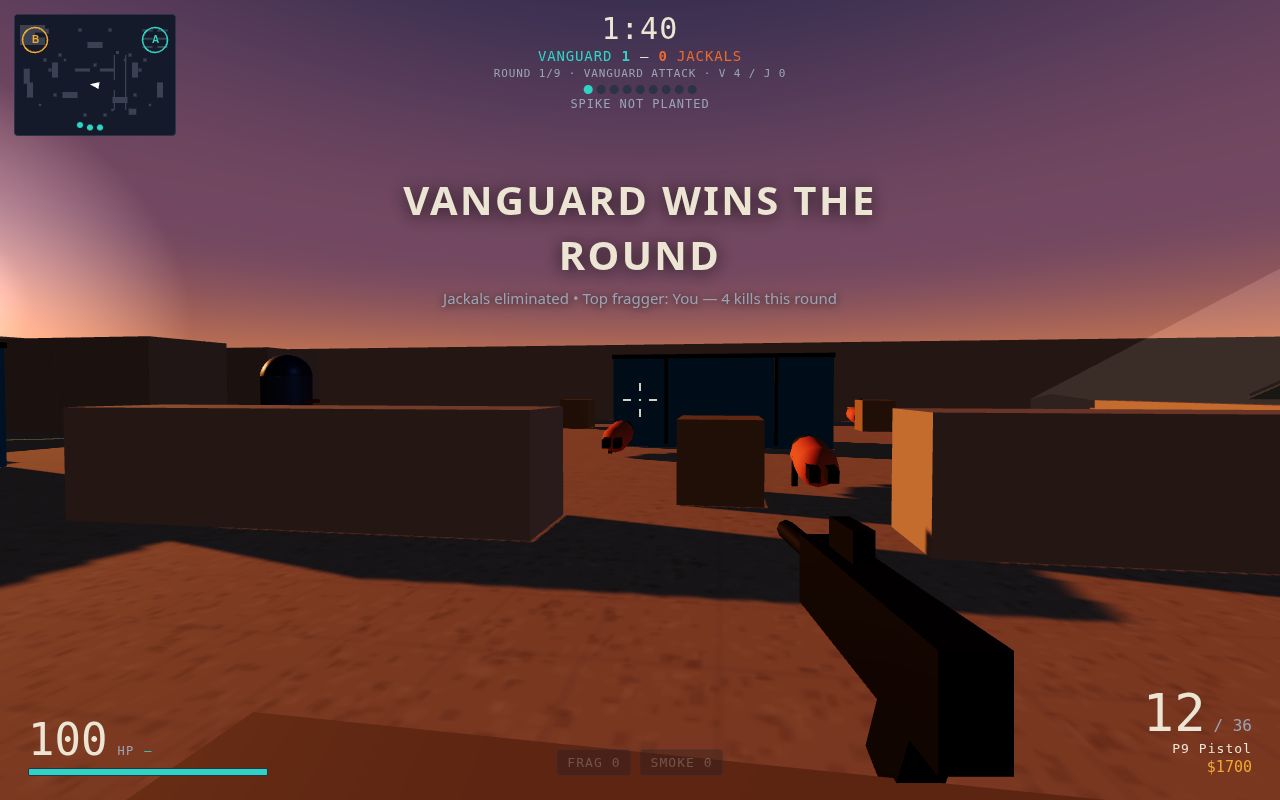 B
A
1:40
VANGUARD 1 — 0 JACKALS
ROUND 1/9 · VANGUARD ATTACK · V 4 / J 0
SPIKE NOT PLANTED
VANGUARD WINS THE
ROUND
Jackals eliminated • Top fragger: You — 4 kills this round
100 HP –
FRAG 0
SMOKE 0
12 / 36
P9 Pistol
$1700